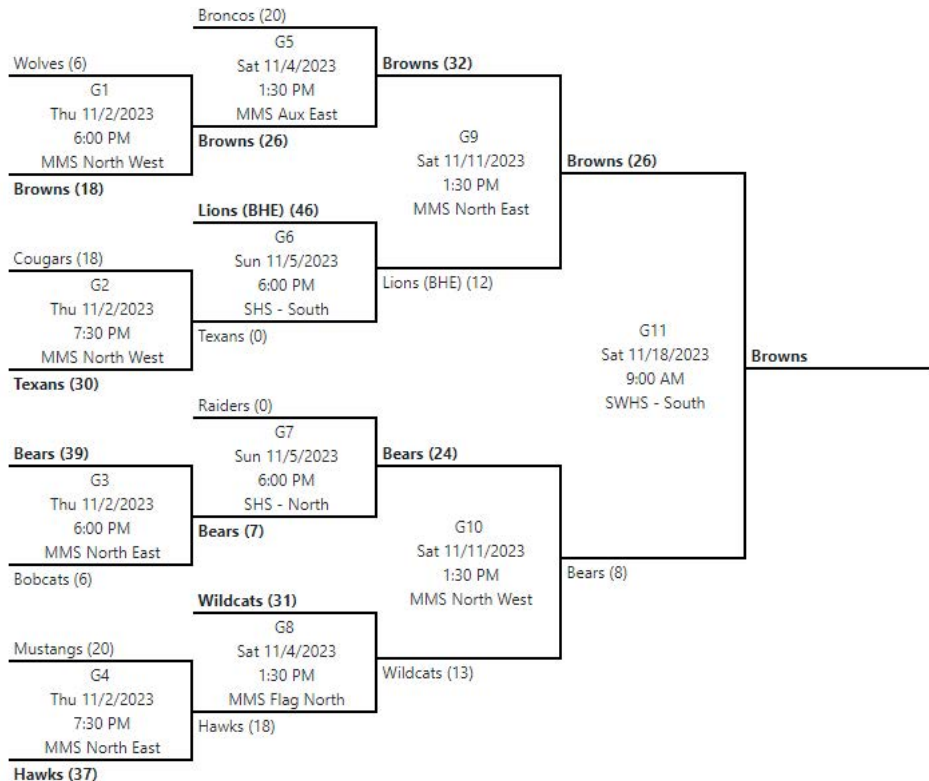 Broncos (20)
G5
Sat 11/4/2023
1:30 PM
MMS Aux East
Browns (26)
Wolves (6)
G1
Thu 11/2/2023
6:00 PM
MMS North West
Browns (18)
Lions (BHE) (46)
G6
Sun 11/5/2023
6:00 PM
SHS - South
Texans (0)
Cougars (18)
G2
Thu 11/2/2023
7:30 PM
MMS North West
Texans (30)
Raiders (0)
G7
Sun 11/5/2023
6:00 PM
SHS - North
Bears (7)
Bears (39)
G3
Thu 11/2/2023
6:00 PM
MMS North East
Bobcats (6)
Wildcats (31)
G8
Sat 11/4/2023
1:30 PM
MMS Flag North
Hawks (18)
Mustangs (20)
G4
Thu 11/2/2023
7:30 PM
MMS North East
Hawks (37)
Browns (32)
G9
Sat 11/11/2023
1:30 PM
MMS North East
Lions (BHE) (12)
Bears (24)
G10
Sat 11/11/2023
1:30 PM
MMS North West
Wildcats (13)
Browns (26)
G11
Sat 11/18/2023
9:00 AM
SWHS - South
Bears (8)
Browns